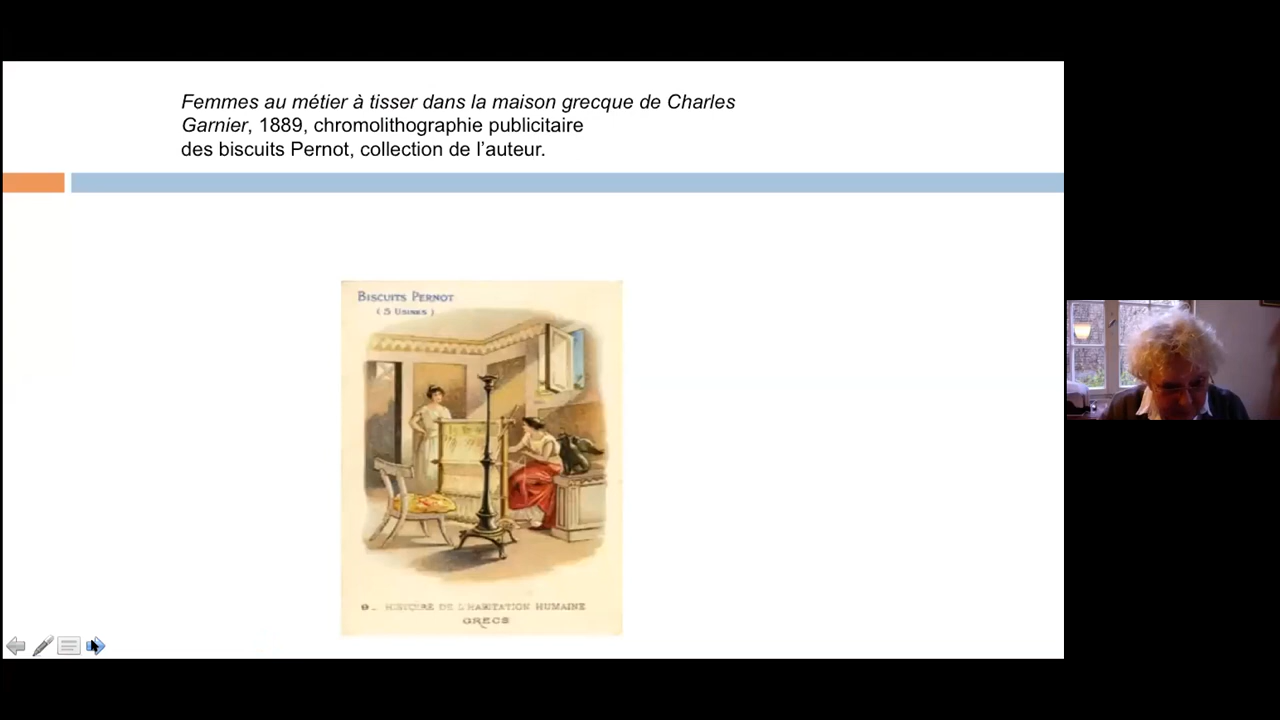 Femmes au métier à tisser dans la maison grecque de Charles
Garnier, 1889, chromolithographie publicitaire
des biscuits Pernot, collection de l’auteur.
BISCUITS PERNOT
( 5 USINES )
9_ HISTOIRE DE L'HABITATION HUMAINE
GRECS